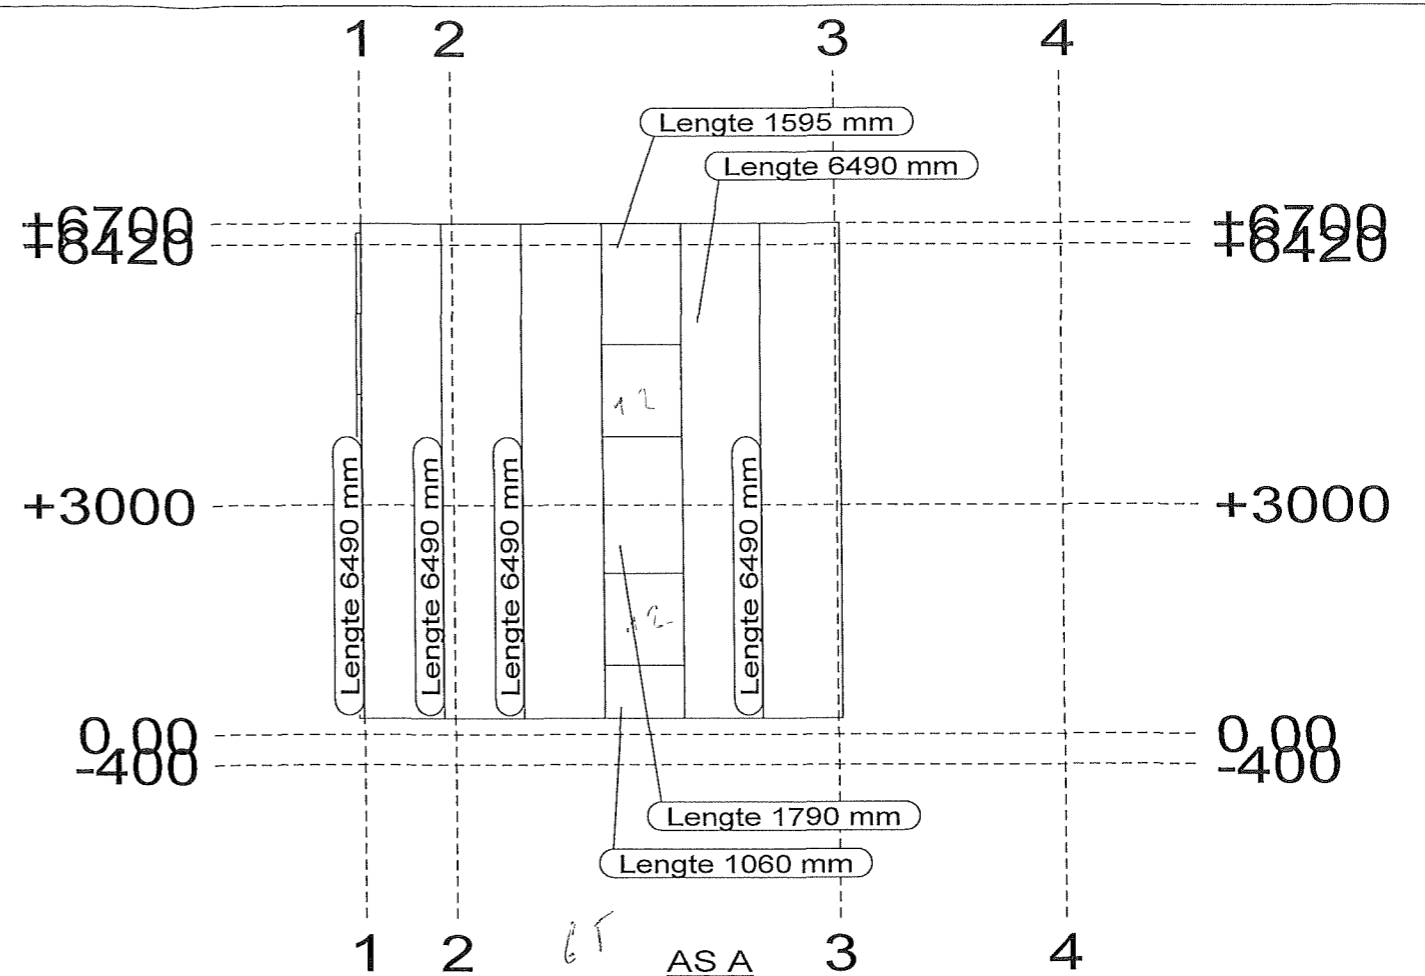 1 2 3 4
Lengte 1595 mm
Lengte 6490 mm
+6700 +6700
+6420 +6420
12
Lengte 6490 mm
Lengte 6490 mm
Lengte 6490 mm
Lengte 6490 mm
+3000 +3000
12
0.00 0.00
-400 -400
Lengte 1790 mm
Lengte 1060 mm
1 2 3 4
AS A